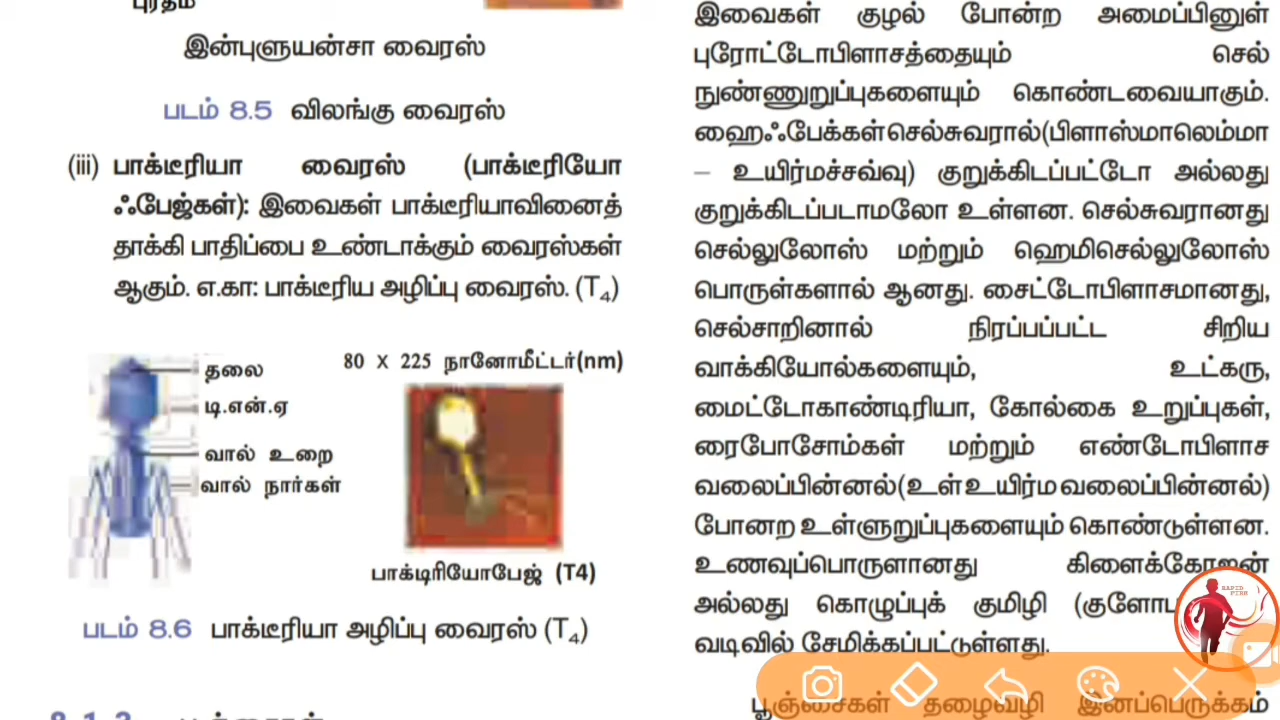 இன்புளுயன்சா வைரஸ்
படம் 8.5 விலங்கு வைரஸ்
(iii) பாக்டீரியா வைரஸ் (பாக்டீரியோ
ஃபேஜ்கள்): இவைகள் பாக்டீரியாவினைத்
தாக்கி பாதிப்பை உண்டாக்கும் வைரஸ்கள்
ஆகும். எ.கா: பாக்டீரிய அழிப்பு வைரஸ். (T4)
80 X 225 நானோமீட்டர்(nm)
தலை
டி.என்.ஏ
வால் உறை
வால் நார்கள்
பாக்டிரியோபேஜ் (T4)
படம் 8.6 பாக்டீரியா அழிப்பு வைரஸ் (T4)
இவைகள் குழல் போன்ற அமைப்பினுள்
புரோட்டோபிளாசத்தையும் செல்
நுண்ணுறுப்புகளையும் கொண்டவையாகும்.
ஹைஃபேக்கள் செல்சுவரால் (பிளாஸ்மாலெம்மா
– உயிர்மச்சவ்வு) குறுக்கிடப்பட்டோ அல்லது
குறுக்கிடப்படாமலோ உள்ளன. செல்சுவரானது
செல்லுலோஸ் மற்றும் ஹெமிசெல்லுலோஸ்
பொருள்களால் ஆனது. சைட்டோபிளாசமானது,
செல்சாறினால் நிரப்பப்பட்ட சிறிய
வாக்கியோல்களையும், உட்கரு,
மைட்டோகாண்டிரியா, கோல்கை உறுப்புகள்,
ரைபோசோம்கள் மற்றும் எண்டோபிளாச
வலைப்பின்னல்(உள் உயிர்ம வலைப்பின்னல்)
போனற உள்ளுறுப்புகளையும் கொண்டுள்ளன.
உணவுப்பொருளானது கிளைக்கோஜன்
அல்லது கொழுப்புக் குமிழி
வடிவில் சேமிக்கப்பட்டுள்ளது.
பூஞ்சைகள் தழைவழி இனப்பெருக்கம்
RAPID